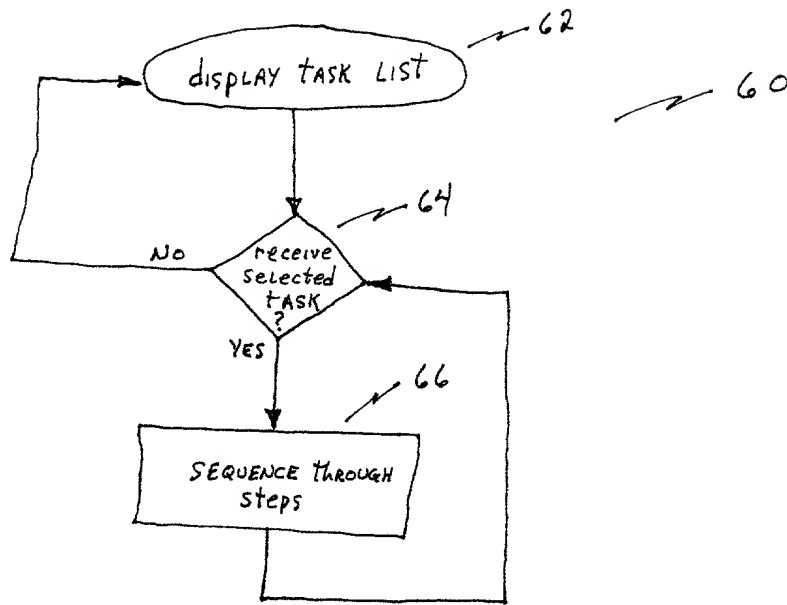 62
dISPLAY tASK LIST
60
64
NO
receive
selected
tASK
?
YES
66
SEQUENCE tHROUGH
steps